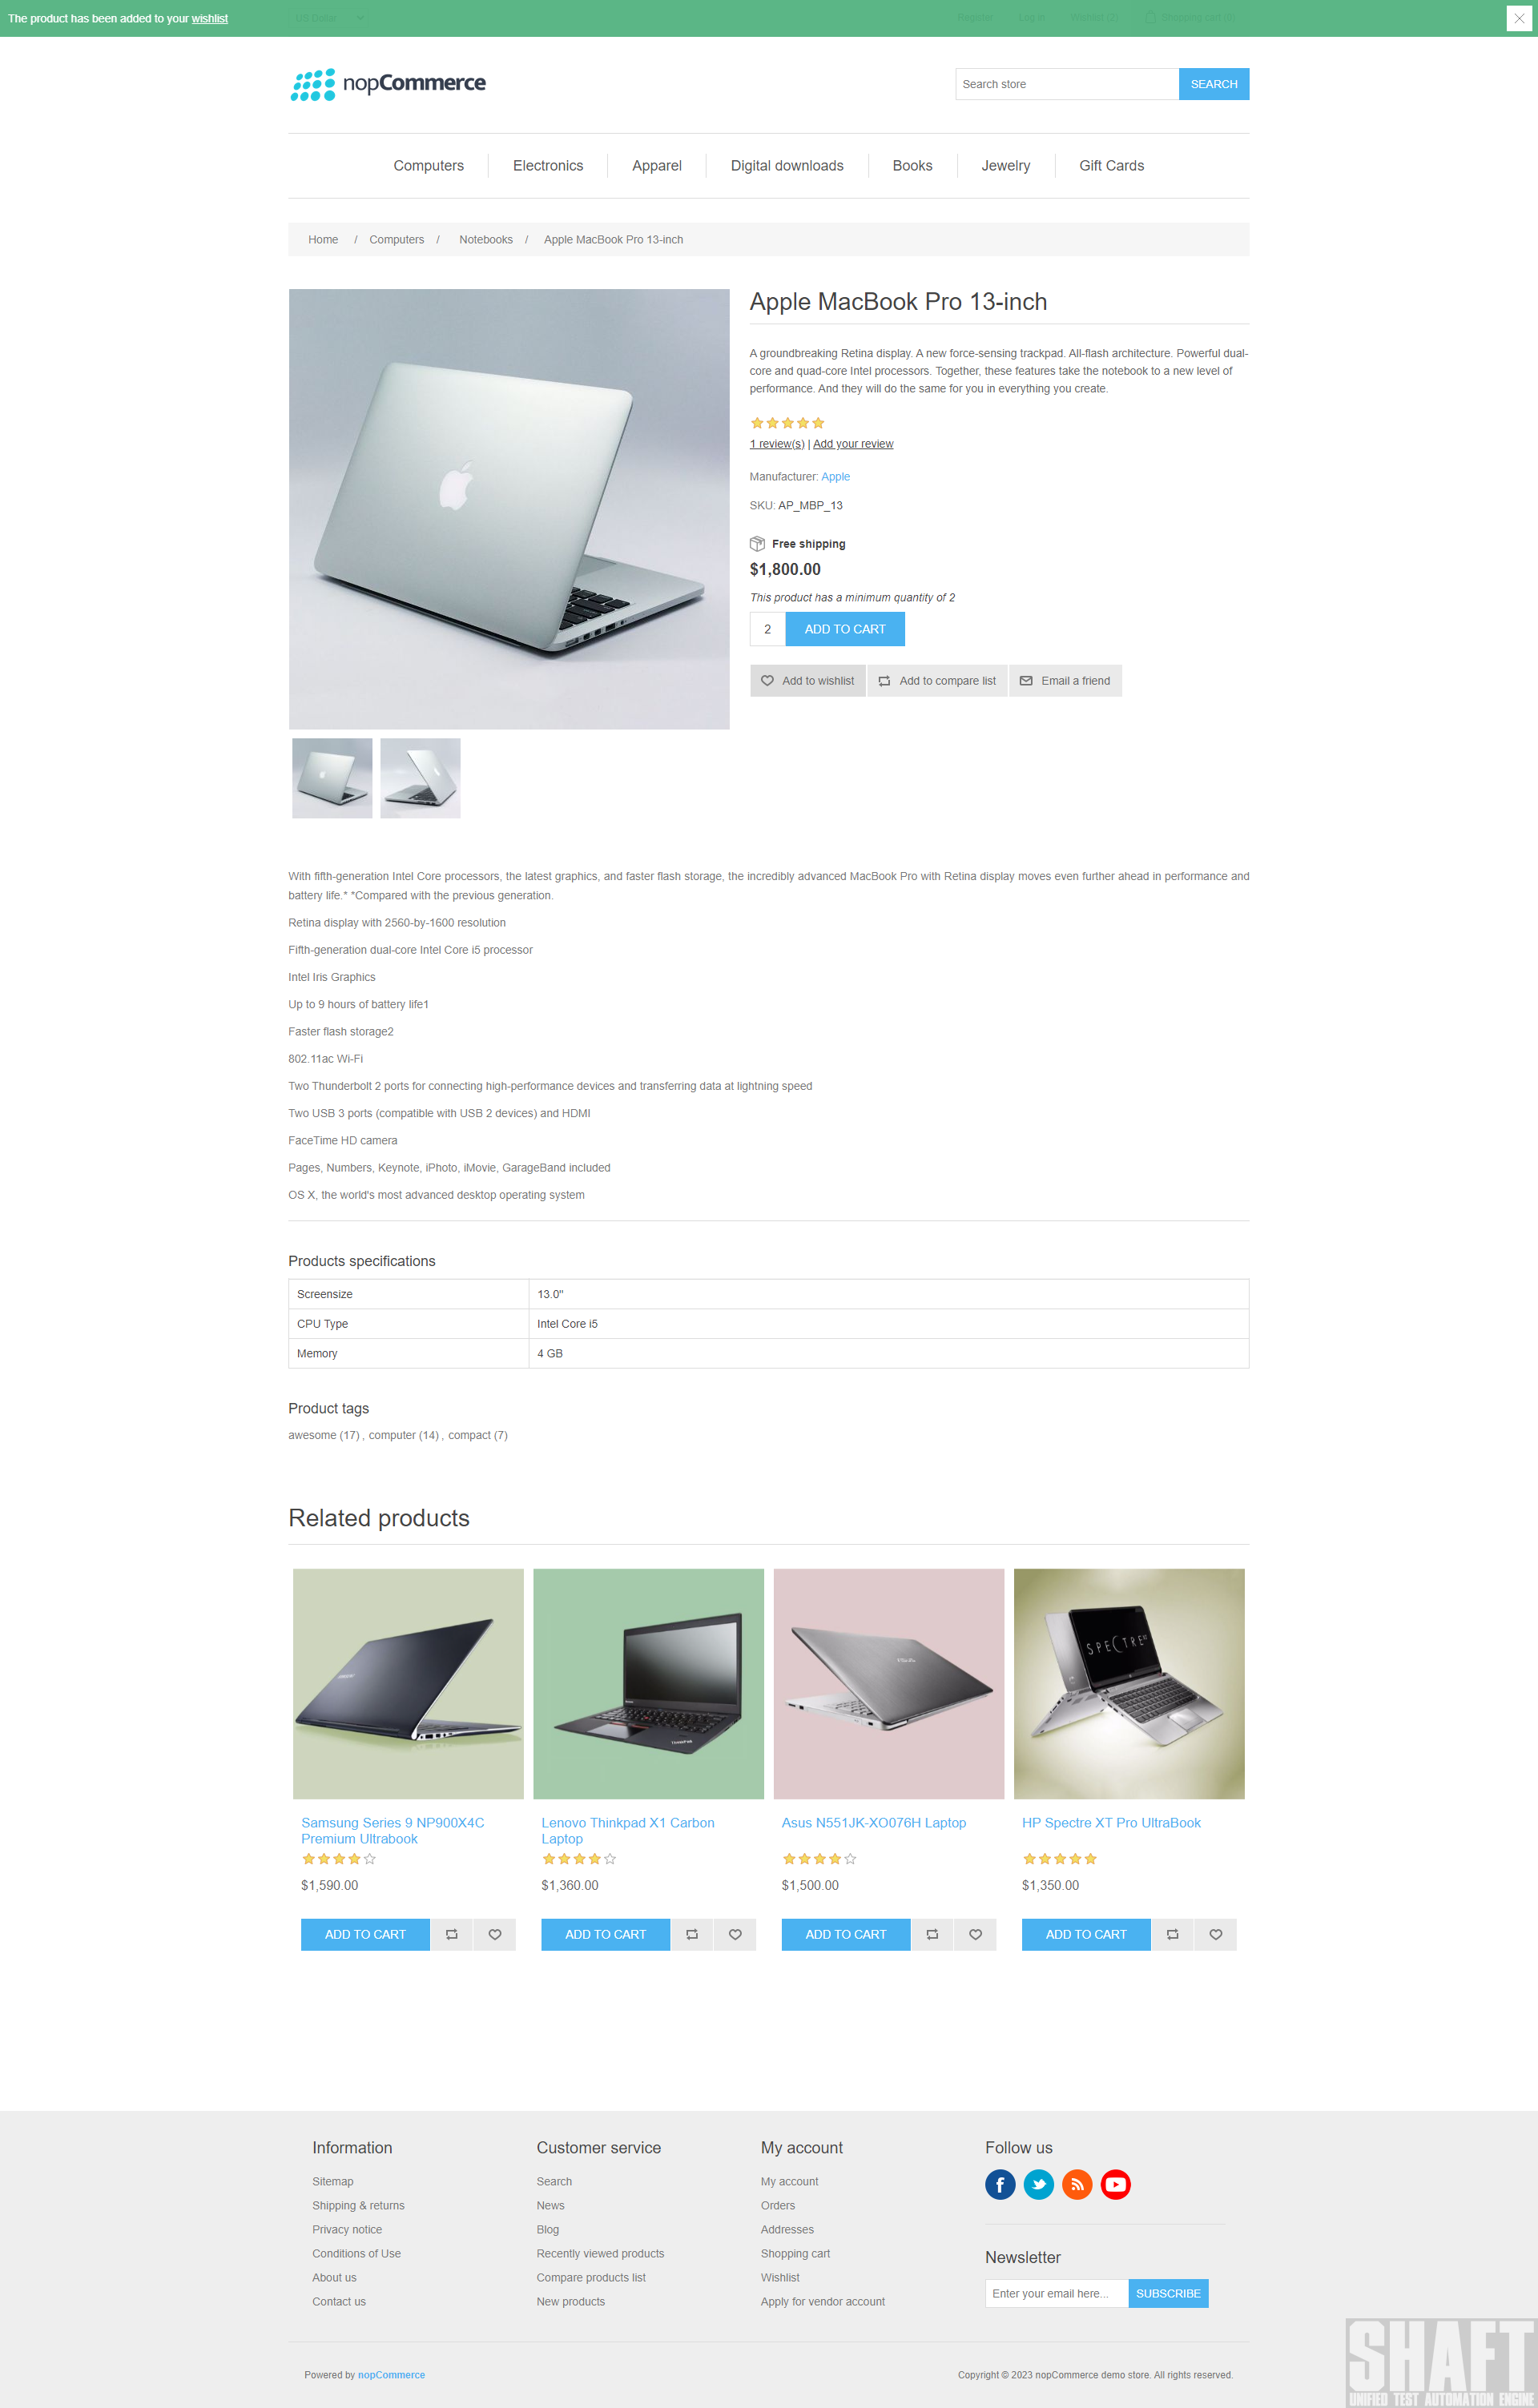 The product has been added to your wishlist
US Dollar
Register Log in Wishlist (2) Shopping cart (0)
nopCommerce
Search store SEARCH
Computers Electronics Apparel Digital downloads Books Jewelry Gift Cards
Home / Computers / Notebooks / Apple MacBook Pro 13-inch
Apple MacBook Pro 13-inch
A groundbreaking Retina display. A new force-sensing trackpad. All-flash architecture. Powerful dual-
core and quad-core Intel processors. Together, these features take the notebook to a new level of
performance. And they will do the same for you in everything you create.
1 review(s) | Add your review
Manufacturer: Apple
SKU: AP_MBP_13
Free shipping
$1,800.00
This product has a minimum quantity of 2
2 ADD TO CART
Add to wishlist Add to compare list Email a friend
With fifth-generation Intel Core processors, the latest graphics, and faster flash storage, the incredibly advanced MacBook Pro with Retina display moves even further ahead in performance and
battery life.* *Compared with the previous generation.
Retina display with 2560-by-1600 resolution
Fifth-generation dual-core Intel Core i5 processor
Intel Iris Graphics
Up to 9 hours of battery life1
Faster flash storage2
802.11ac Wi-Fi
Two Thunderbolt 2 ports for connecting high-performance devices and transferring data at lightning speed
Two USB 3 ports (compatible with USB 2 devices) and HDMI
FaceTime HD camera
Pages, Numbers, Keynote, iPhoto, iMovie, GarageBand included
OS X, the world's most advanced desktop operating system
Products specifications
Screensize 13.0''
CPU Type Intel Core i5
Memory 4 GB
Product tags
awesome (17) , computer (14) , compact (7)
Related products
SPECTRE
ThinkPad
Samsung Series 9 NP900X4C
Premium Ultrabook
Lenovo Thinkpad X1 Carbon
Laptop
Asus N551JK-XO076H Laptop
HP Spectre XT Pro UltraBook
$1,590.00 $1,360.00 $1,500.00 $1,350.00
ADD TO CART ADD TO CART ADD TO CART ADD TO CART
Information
Sitemap
Shipping & returns
Privacy notice
Conditions of Use
About us
Contact us
Customer service
Search
News
Blog
Recently viewed products
Compare products list
New products
My account
My account
Orders
Addresses
Shopping cart
Wishlist
Apply for vendor account
Follow us
Newsletter
Enter your email here... SUBSCRIBE
Powered by nopCommerce
Copyright © 2023 nopCommerce demo store. All rights reserved.
SHAFT
UNIFIED TEST AUTOMATION ENGINE